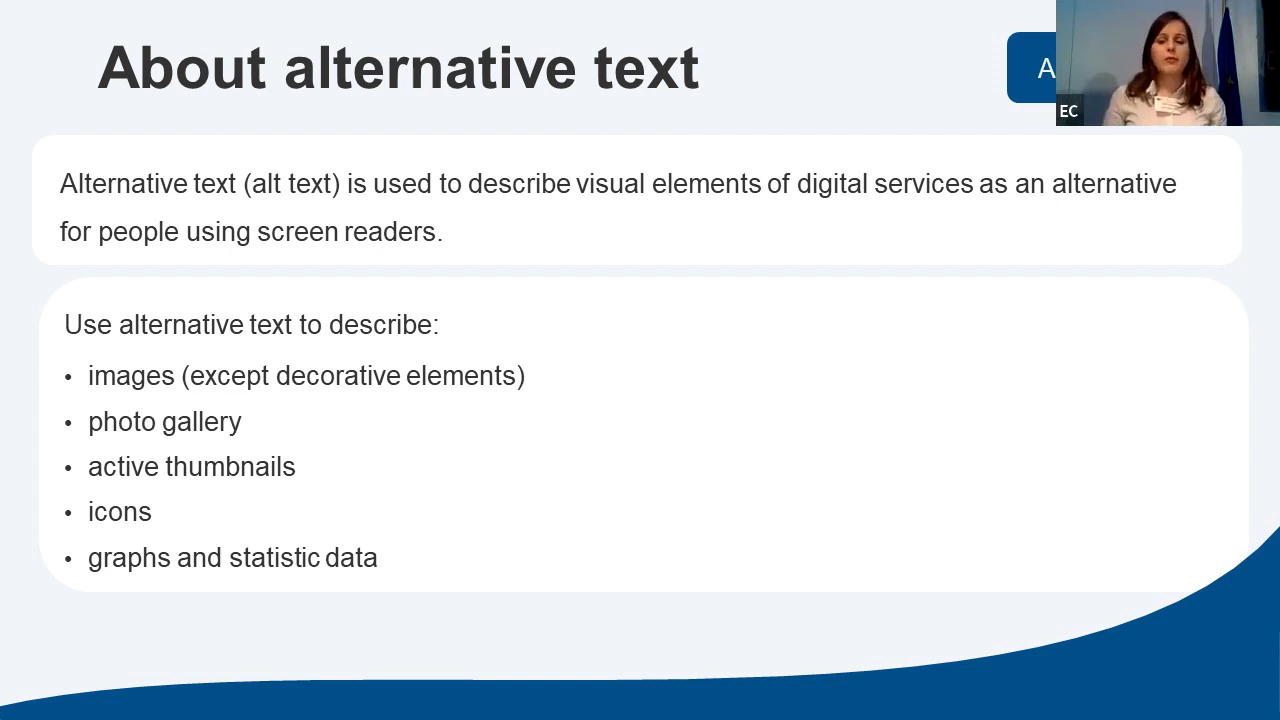 About alternative text
A
EC
Alternative text (alt text) is used to describe visual elements of digital services as an alternative
for people using screen readers.
Use alternative text to describe:
• images (except decorative elements)
• photo gallery
• active thumbnails
• icons
• graphs and statistic data